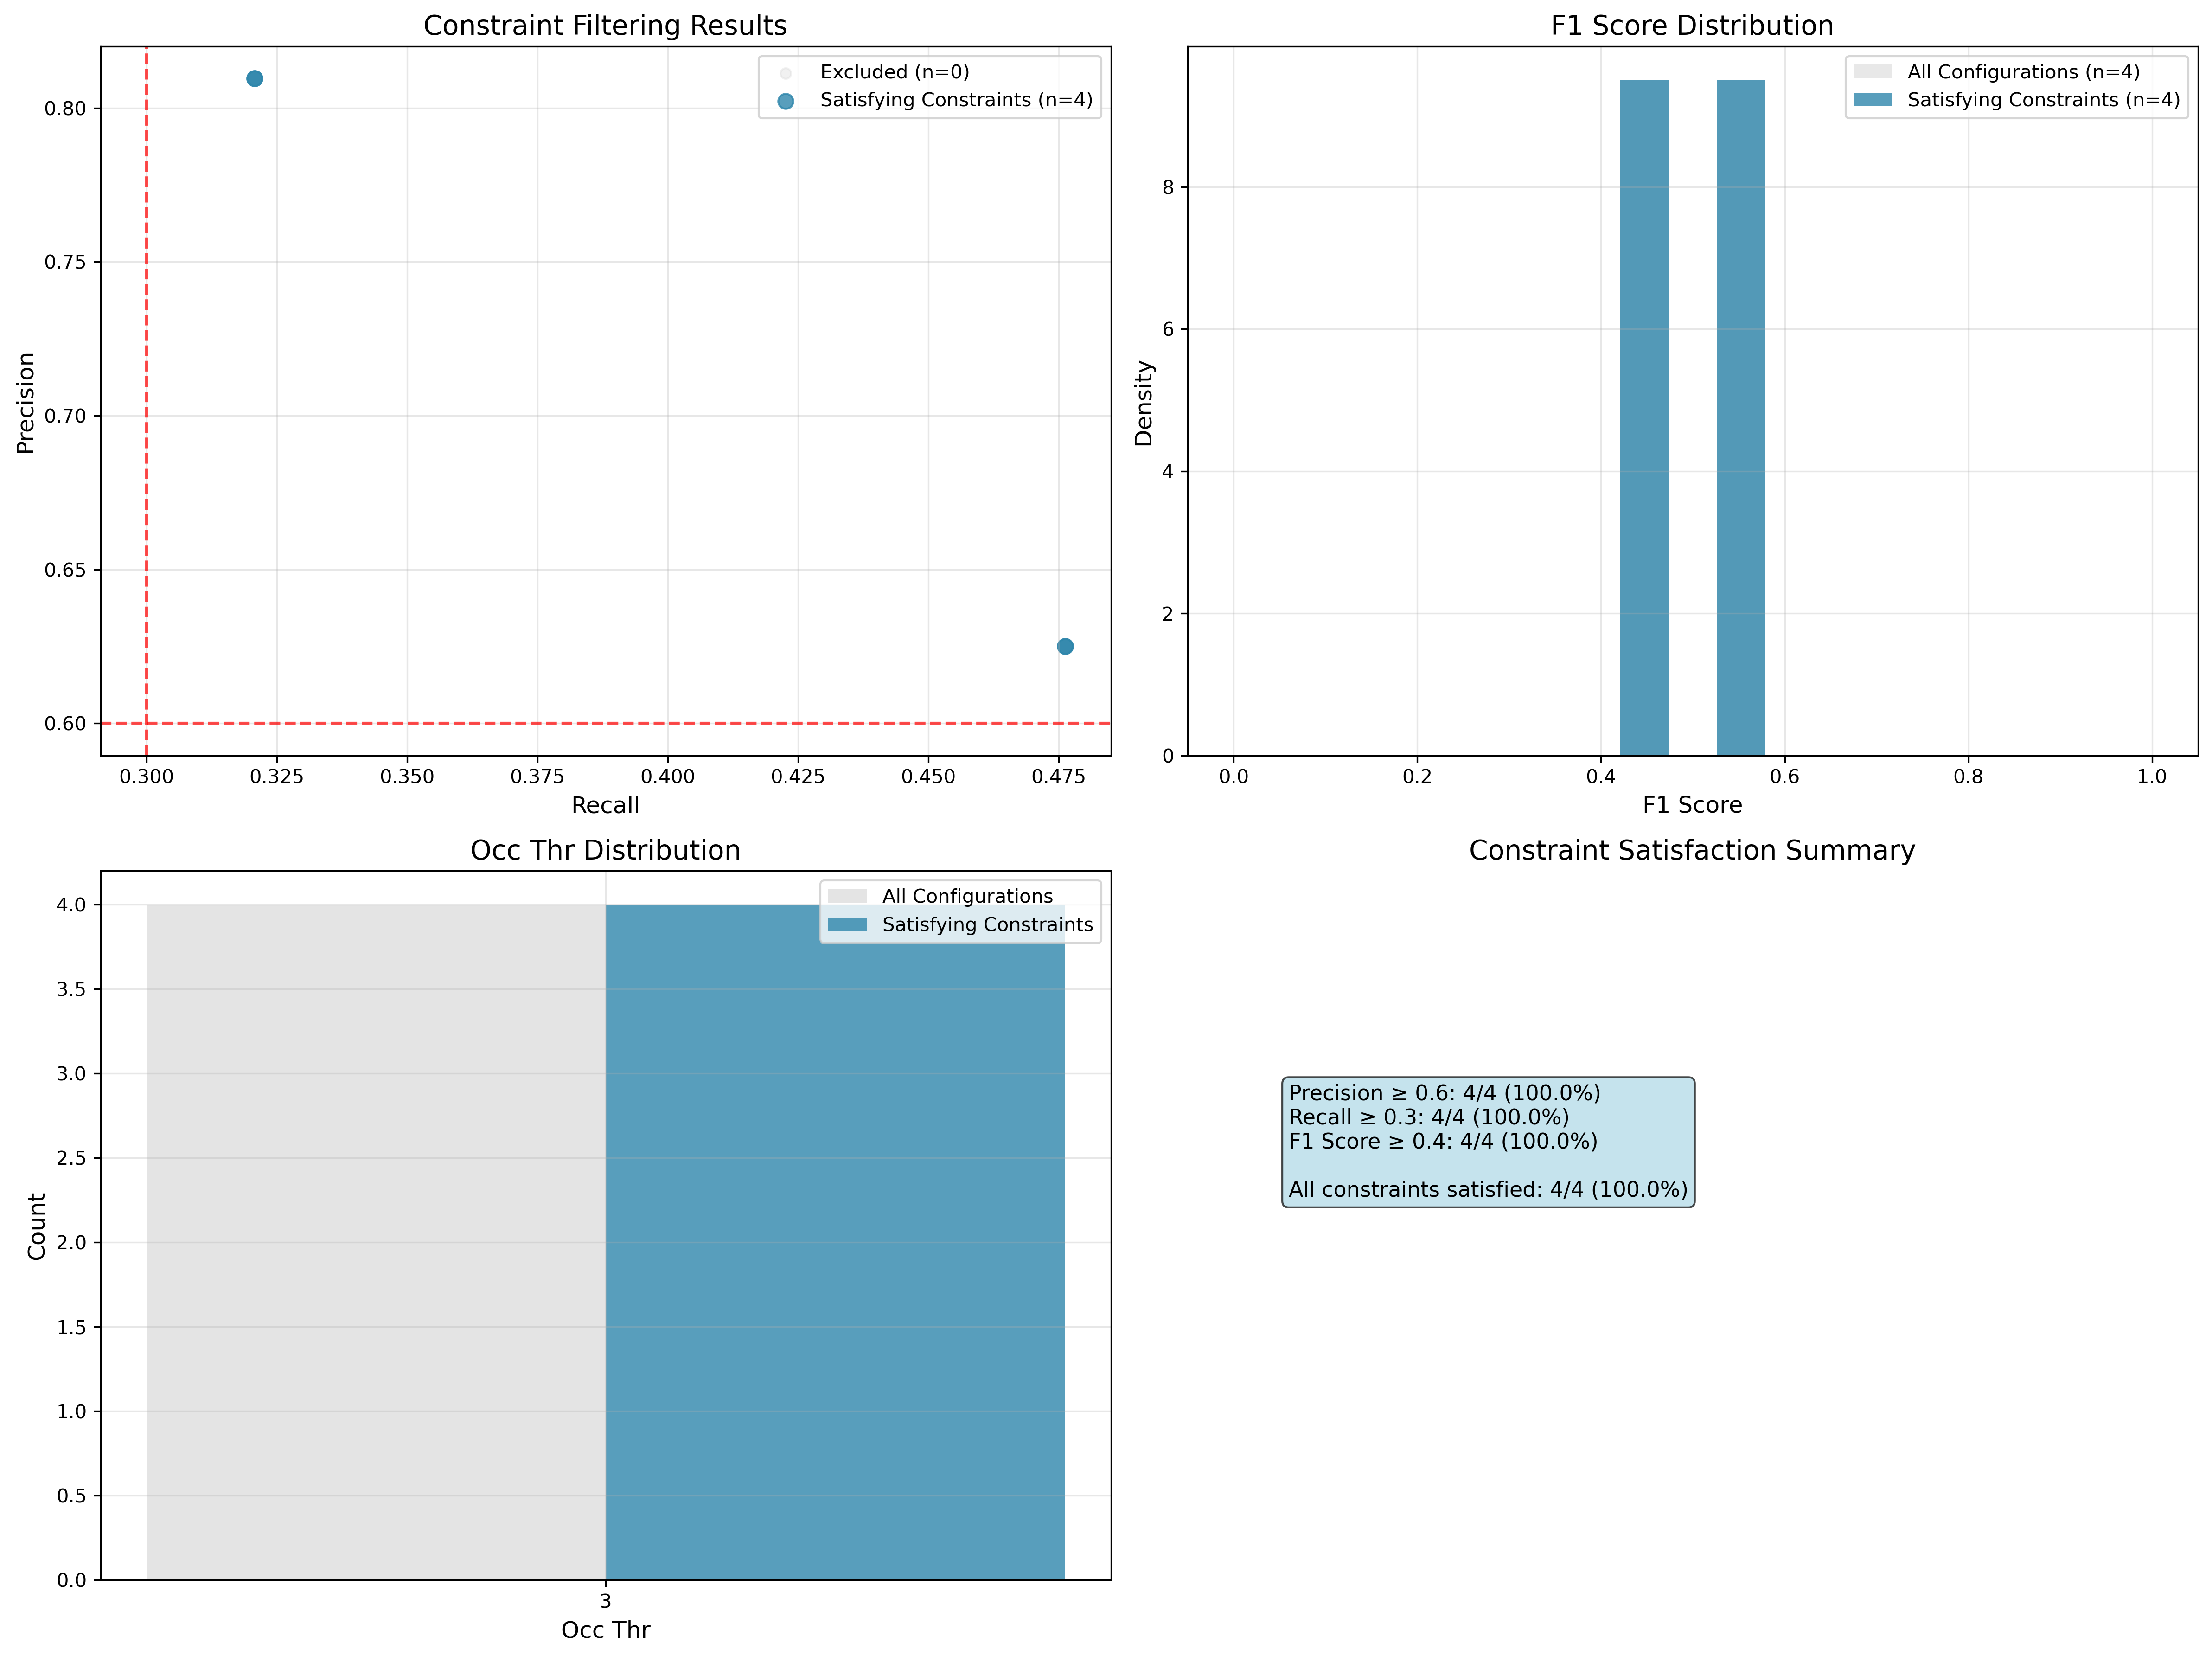 Constraint Filtering Results
Excluded (n=0)
Satisfying Constraints (n=4)
0.80
0.75
0.70
0.65
0.60
Precision
0.300 0.325 0.350 0.375 0.400 0.425 0.450 0.475
Recall
F1 Score Distribution
All Configurations (n=4)
Satisfying Constraints (n=4)
8
6
4
2
0
Density
0.0 0.2 0.4 0.6 0.8 1.0
F1 Score
Occ Thr Distribution
All Configurations
Satisfying Constraints
4.0
3.5
3.0
2.5
2.0
1.5
1.0
0.5
0.0
Count
3
Occ Thr
Constraint Satisfaction Summary
Precision ≥ 0.6: 4/4 (100.0%)
Recall ≥ 0.3: 4/4 (100.0%)
F1 Score ≥ 0.4: 4/4 (100.0%)
All constraints satisfied: 4/4 (100.0%)